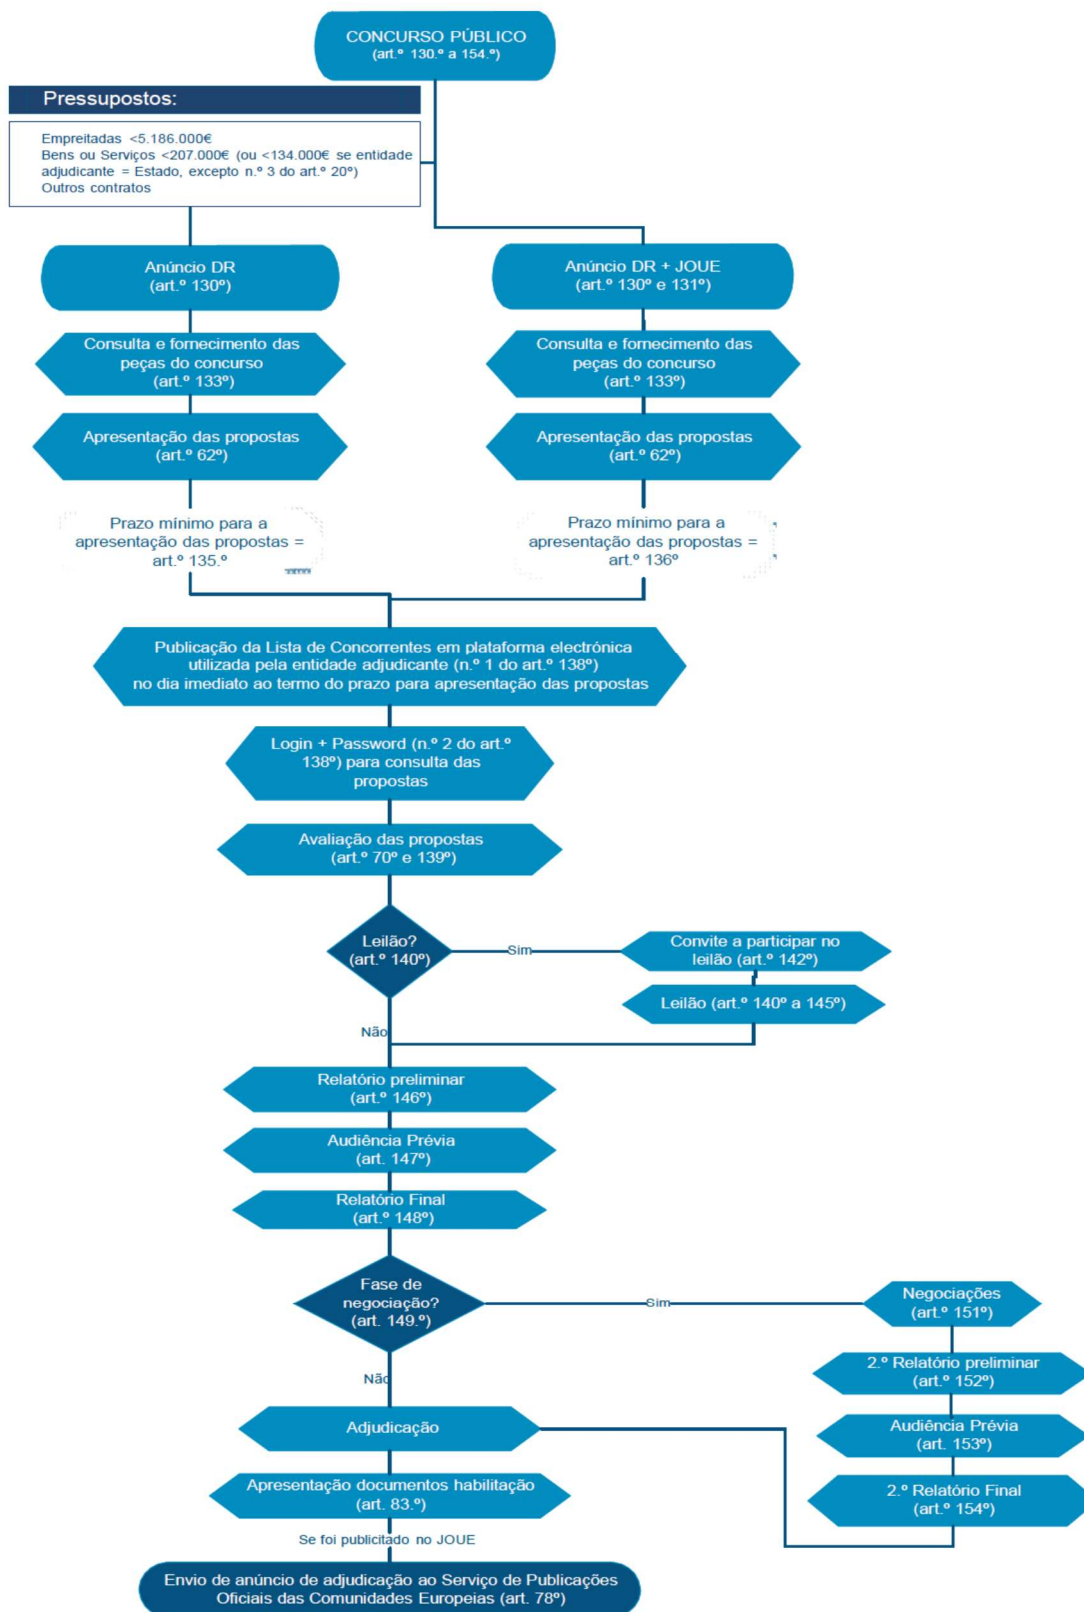 CONCURSO PÚBLICO
(art.º 130.º a 154.º)
Pressupostos:
Empreitadas <5.186.000€
Bens ou Serviços <207.000€ (ou <134.000€ se entidade
adjudicante = Estado, excepto n.º 3 do art.º 20º)
Outros contratos
Anúncio DR
(art.º 130º)
Anúncio DR + JOUE
(art.º 130º e 131º)
Consulta e fornecimento das
peças do concurso
(art.º 133º)
Consulta e fornecimento das
peças do concurso
(art.º 133º)
Apresentação das propostas
(art.º 62º)
Apresentação das propostas
(art.º 62º)
Prazo mínimo para a
apresentação das propostas =
art.º 135.º
Prazo mínimo para a
apresentação das propostas =
art.º 136º
Publicação da Lista de Concorrentes em plataforma electrónica
utilizada pela entidade adjudicante (n.º 1 do art.º 138º)
no dia imediato ao termo do prazo para apresentação das propostas
Login + Password (n.º 2 do art.º
138º) para consulta das
propostas
Avaliação das propostas
(art.º 70º e 139º)
Leilão?
(art.º 140º)
Sim
Convite a participar no
leilão (art.º 142º)
Leilão (art.º 140º a 145º)
Não
Relatório preliminar
(art.º 146º)
Audiência Prévia
(art. 147º)
Relatório Final
(art.º 148º)
Fase de
negociação?
(art. 149.º)
Sim
Negociações
(art.º 151º)
2.º Relatório preliminar
(art.º 152º)
Audiência Prévia
(art. 153º)
2.º Relatório Final
(art.º 154º)
Não
Adjudicação
Apresentação documentos habilitação
(art. 83.º)
Se foi publicitado no JOUE
Envio de anúncio de adjudicação ao Serviço de Publicações
Oficiais das Comunidades Europeias (art. 78º)